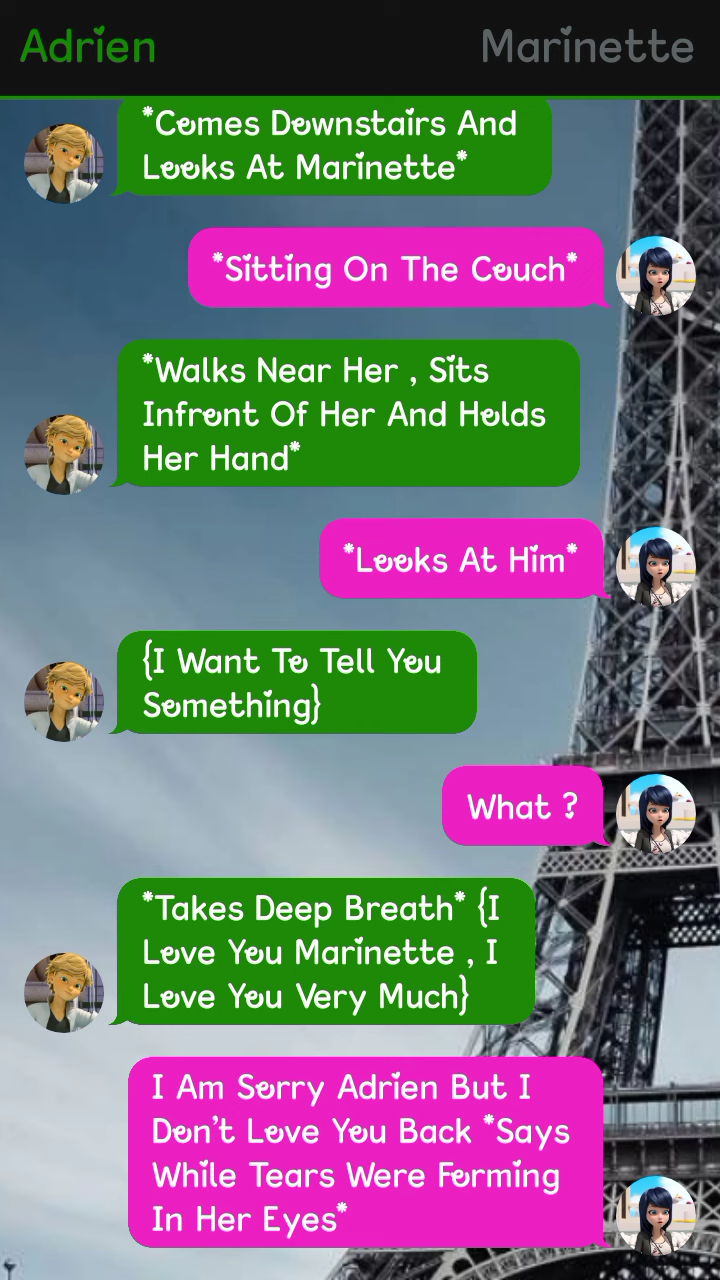 Adrien
Marinette
*Comes Downstairs And
Looks At Marinette*
*Sitting On The Couch*
*Walks Near Her , Sits
Infront Of Her And Holds
Her Hand*
*Looks At Him*
{I Want To Tell You
Something}
What ?
*Takes Deep Breath* {I
Love You Marinette , I
Love You Very Much}
I Am Sorry Adrien But I
Don't Love You Back *Says
While Tears Were Forming
In Her Eyes*